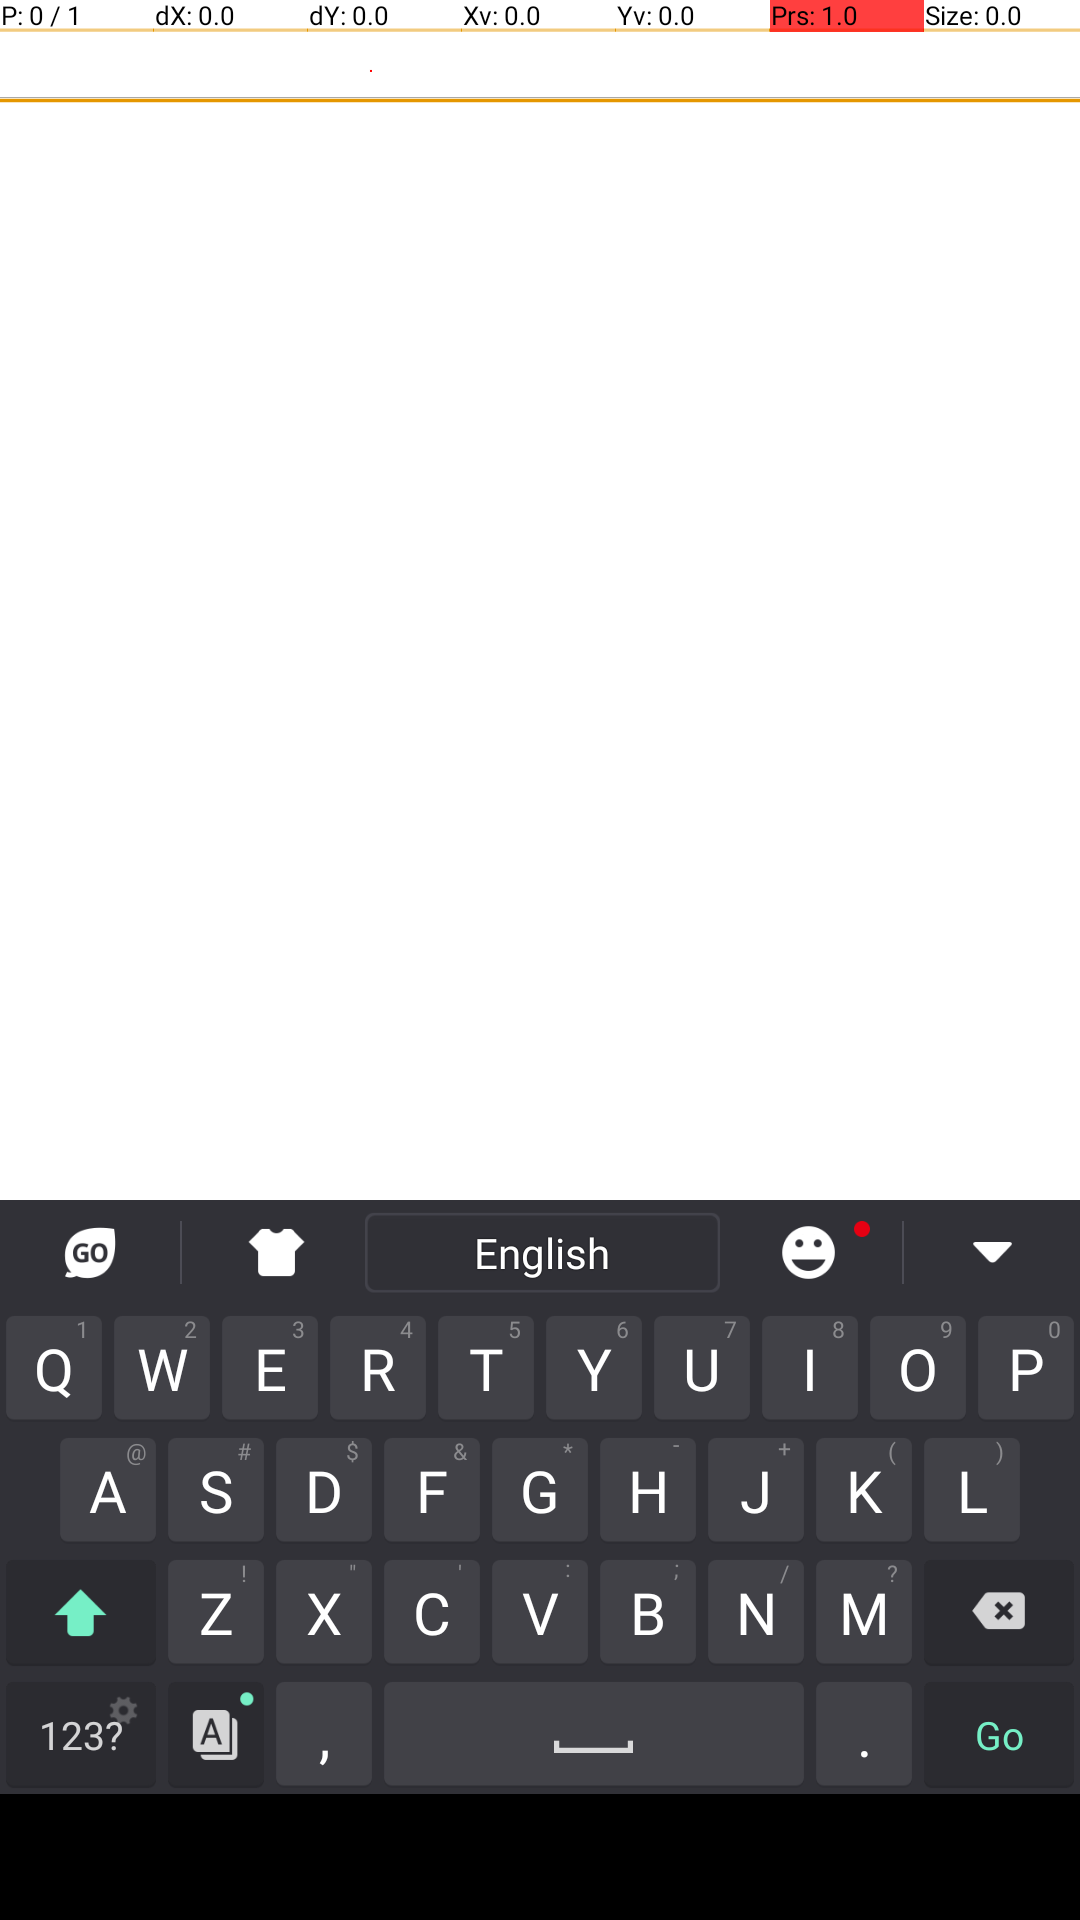 P: 0 / 1 dX: 0.0 dY: 0.0 Xv: 0.0 Yv: 0.0 Prs: 1.0 Size: 0.0
GO English
1 2 3 4 5 6 7 8 9 0
Q W E R T Y U I O P
@ # $ & * - + ( )
A S D F G H J K L
! " ' : ; / ?
Z X C V B N M
123? A , . Go